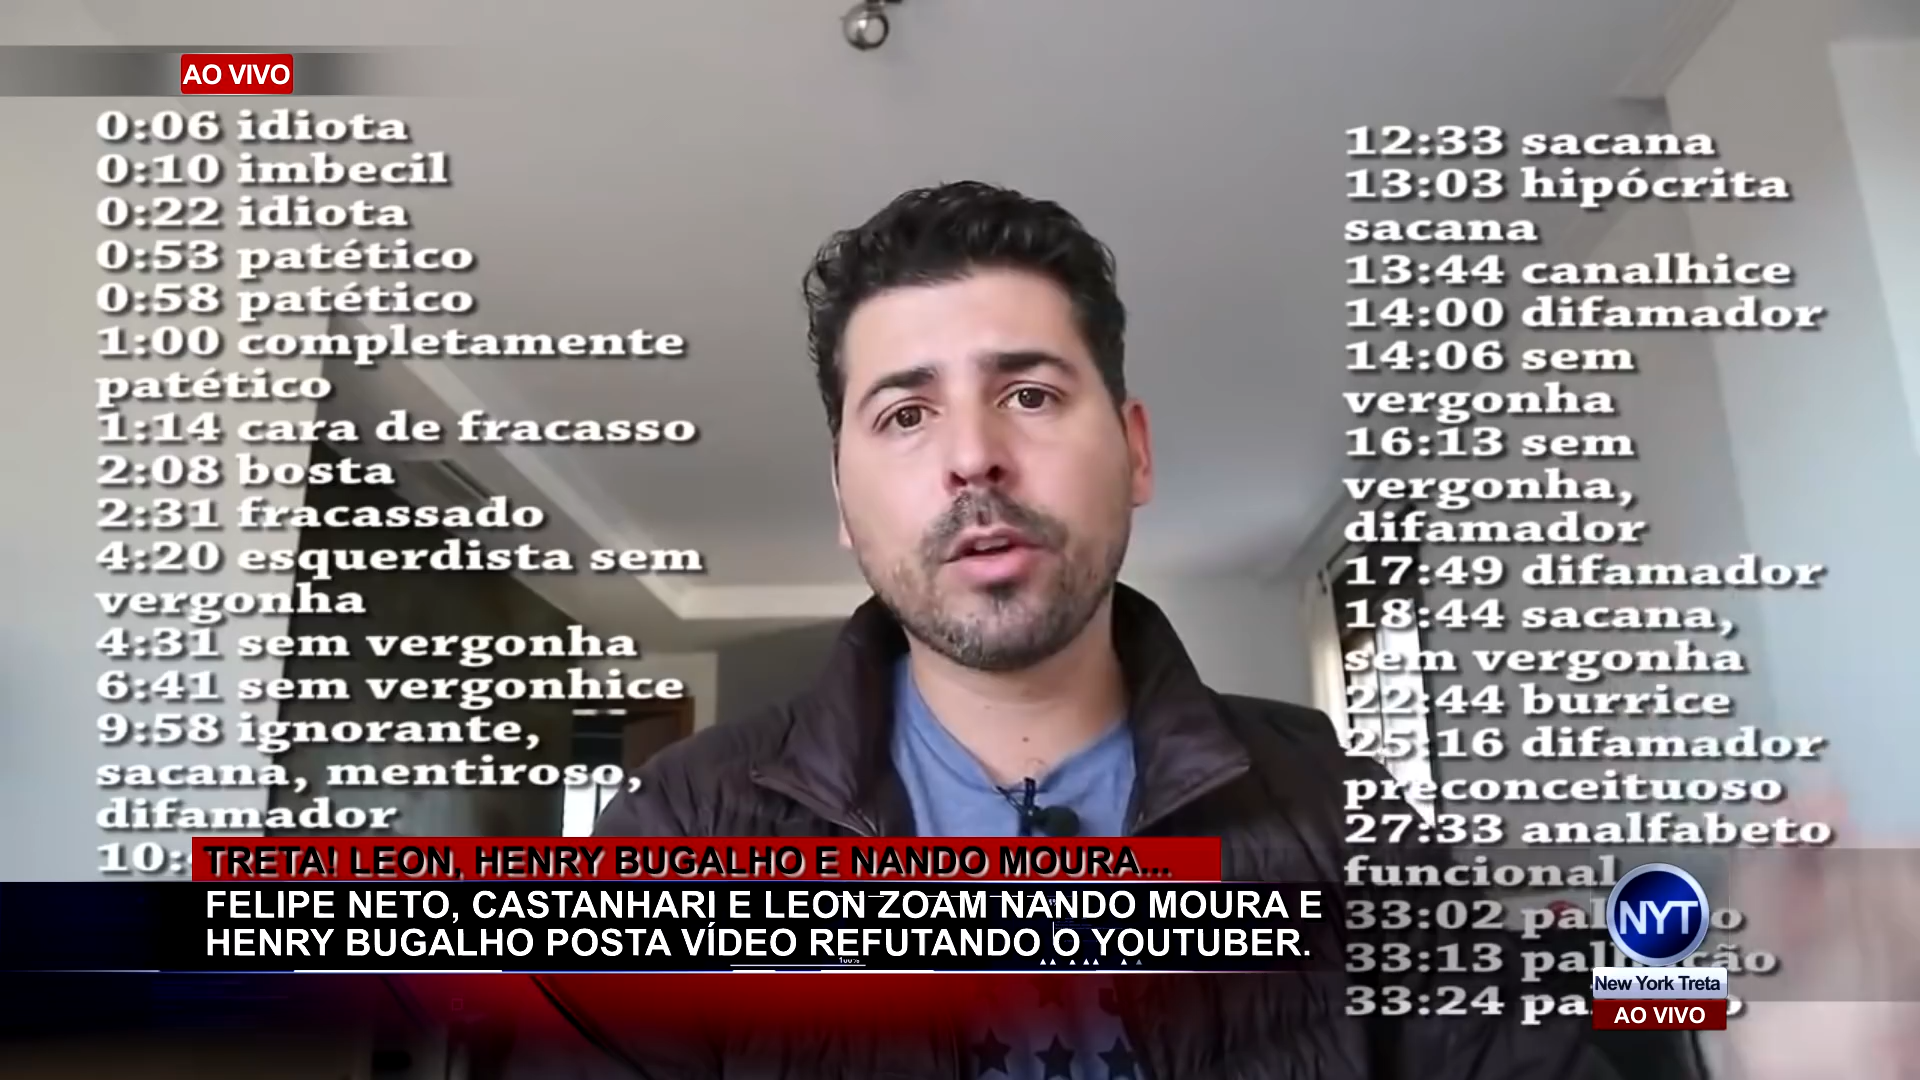 AO VIVO
0:06 idiota
0:10 imbecil
0:22 idiota
0:53 patético
0:58 patético
1:00 completamente
patético
1:14 cara de fracasso
2:08 bosta
2:31 fracassado
4:20 esquerdista sem
vergonha
4:31 sem vergonha
6:41 sem vergonhice
9:58 ignorante,
sacana, mentiroso,
difamador
12:33 sacana
13:03 hipócrita
sacana
13:44 canalhice
14:00 difamador
14:06 sem
vergonha
16:13 sem
vergonha,
difamador
17:49 difamador
18:44 sacana,
sem vergonha
22:44 burrice
25:16 difamador
preconceituoso
27:33 analfabeto
funcional
33:02
33:13
33:24
TRETA! LEON, HENRY BUGALHO E NANDO MOURA...
FELIPE NETO, CASTANHARI E LEON ZOAM NANDO MOURA E
HENRY BUGALHO POSTA VÍDEO REFUTANDO O YOUTUBER.
NYT
New York Treta
AO VIVO